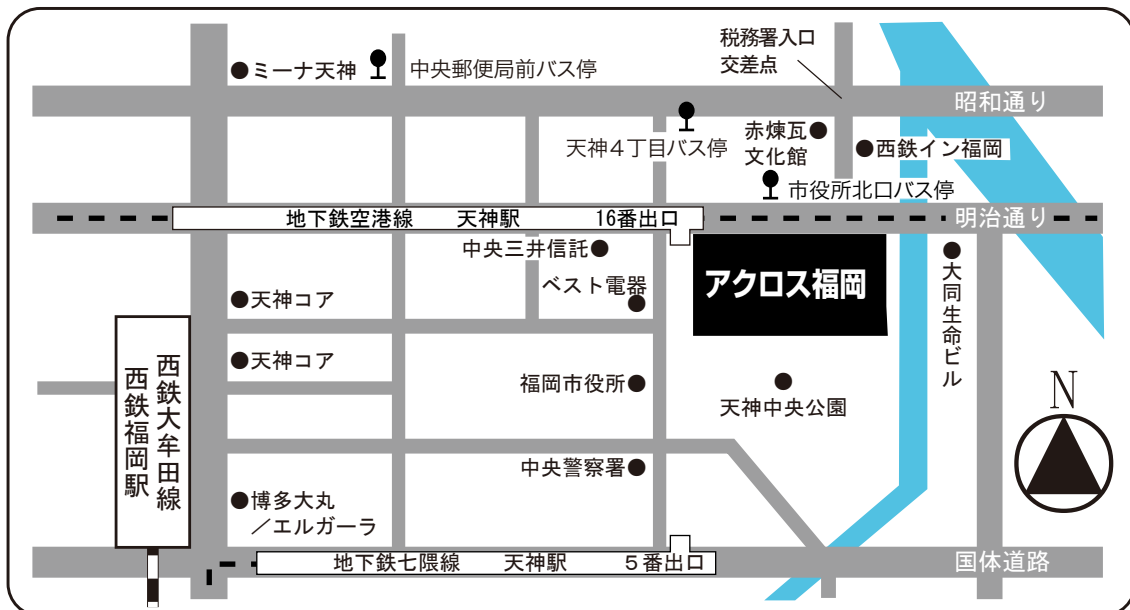 税務署入口
交差点
ミーナ天神
中央郵便局前バス停
昭和通り
天神４丁目バス停
赤煉瓦
文化館
西鉄イン福岡
市役所北口バス停
地下鉄空港線　天神駅　16番出口
明治通り
中央三井信託
ベスト電器
アクロス福岡
大同生命ビル
天神コア
天神コア
西鉄大牟田線
西鉄福岡駅
福岡市役所
天神中央公園
N
中央警察署
博多大丸
／エルガーラ
地下鉄七隈線　天神駅　５番出口
国体道路